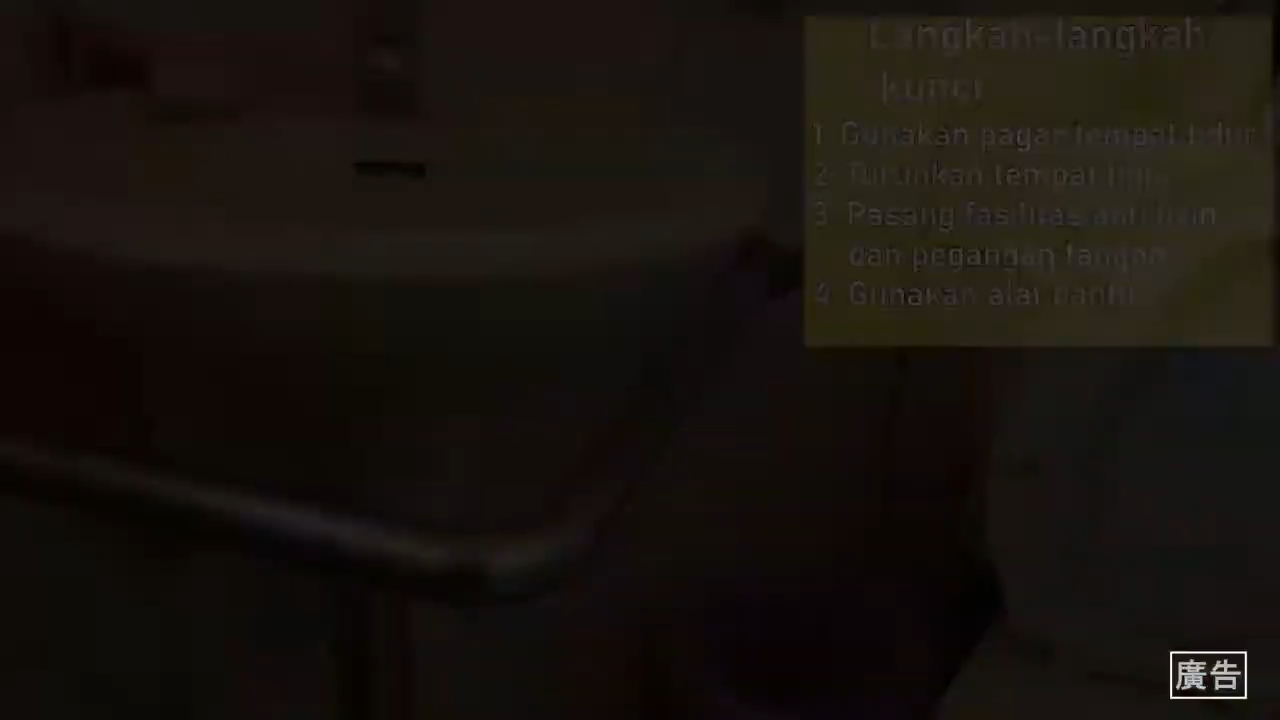 Langkah-langkah
kunci
1. Gunakan pagar tempat tidur
2. Turunkan tempat
3. Pasang fasilitas anti licin
dan pegangan tangan
4. Gunakan alat bantu
廣告